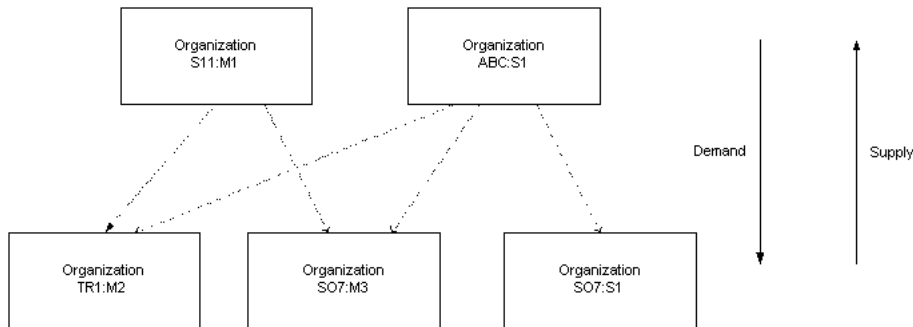 Organization
S11:M1
Organization
ABC:S1
Demand
Supply
Organization
TR1:M2
Organization
SO7:M3
Organization
SO7:S1